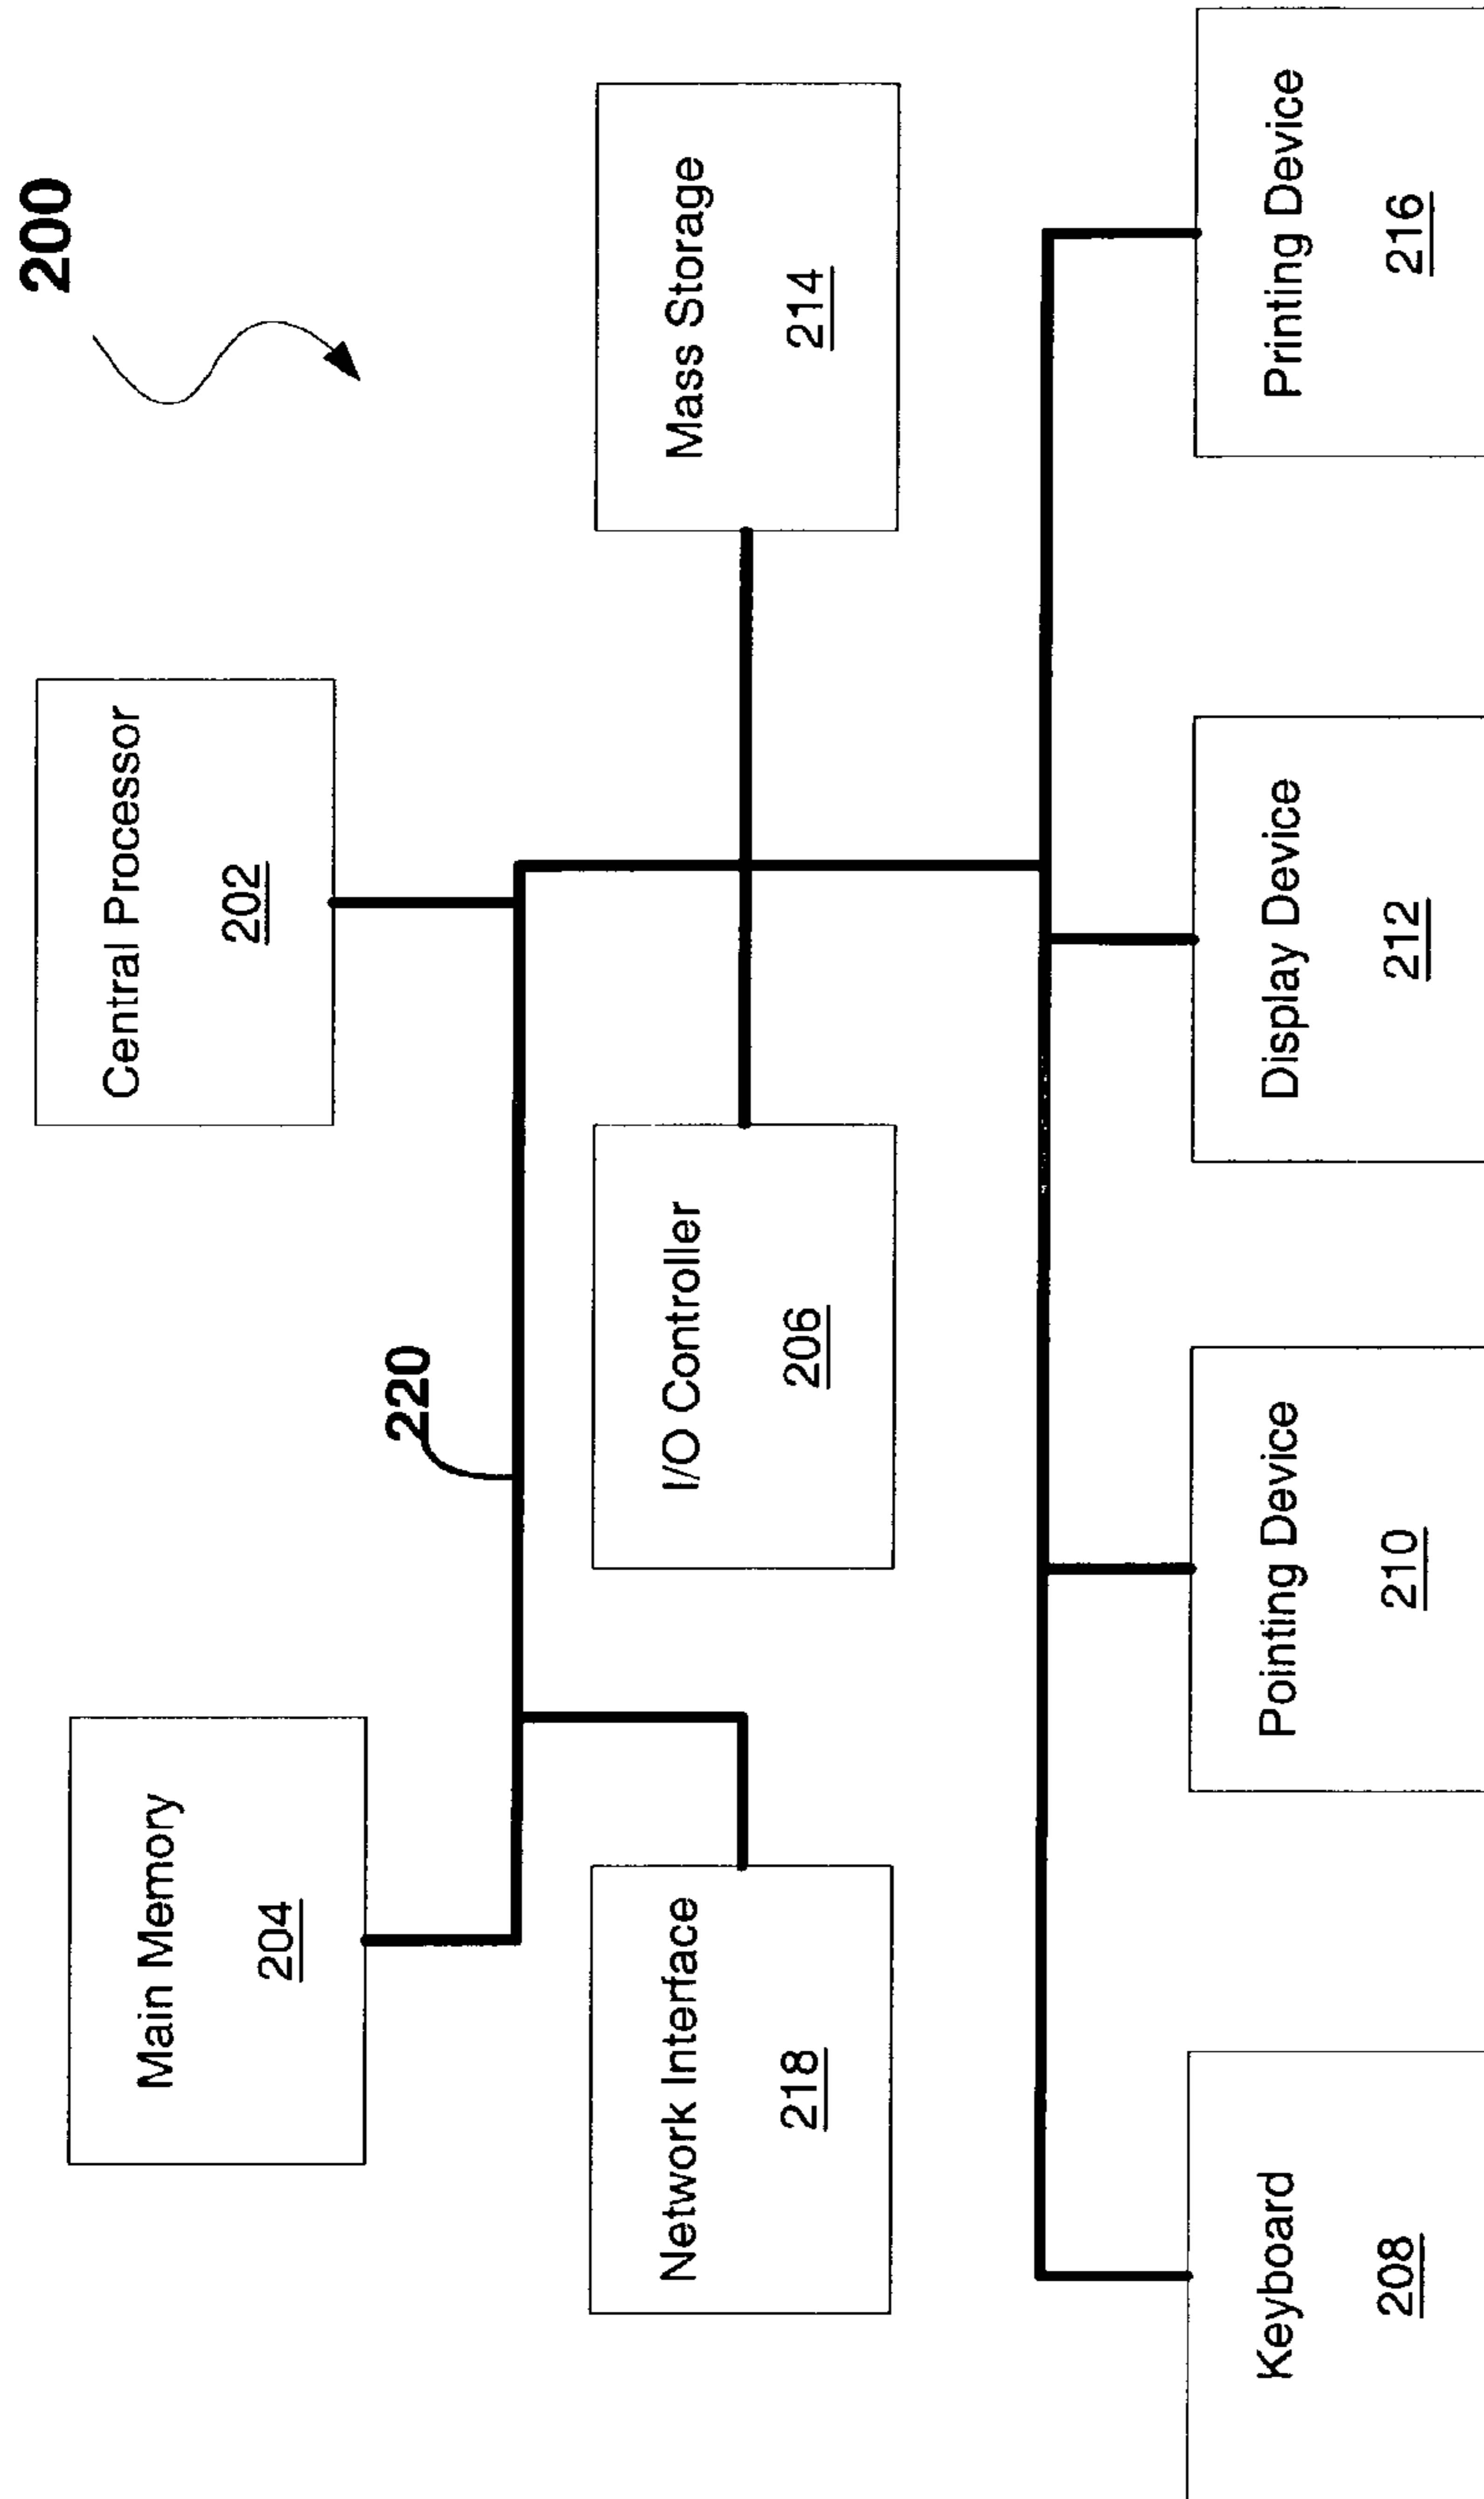 200
Main Memory
204
Central Processor
202
220
Network Interface
218
I/O Controller
206
Mass Storage
214
Keyboard
208
Pointing Device
210
Display Device
212
Printing Device
216